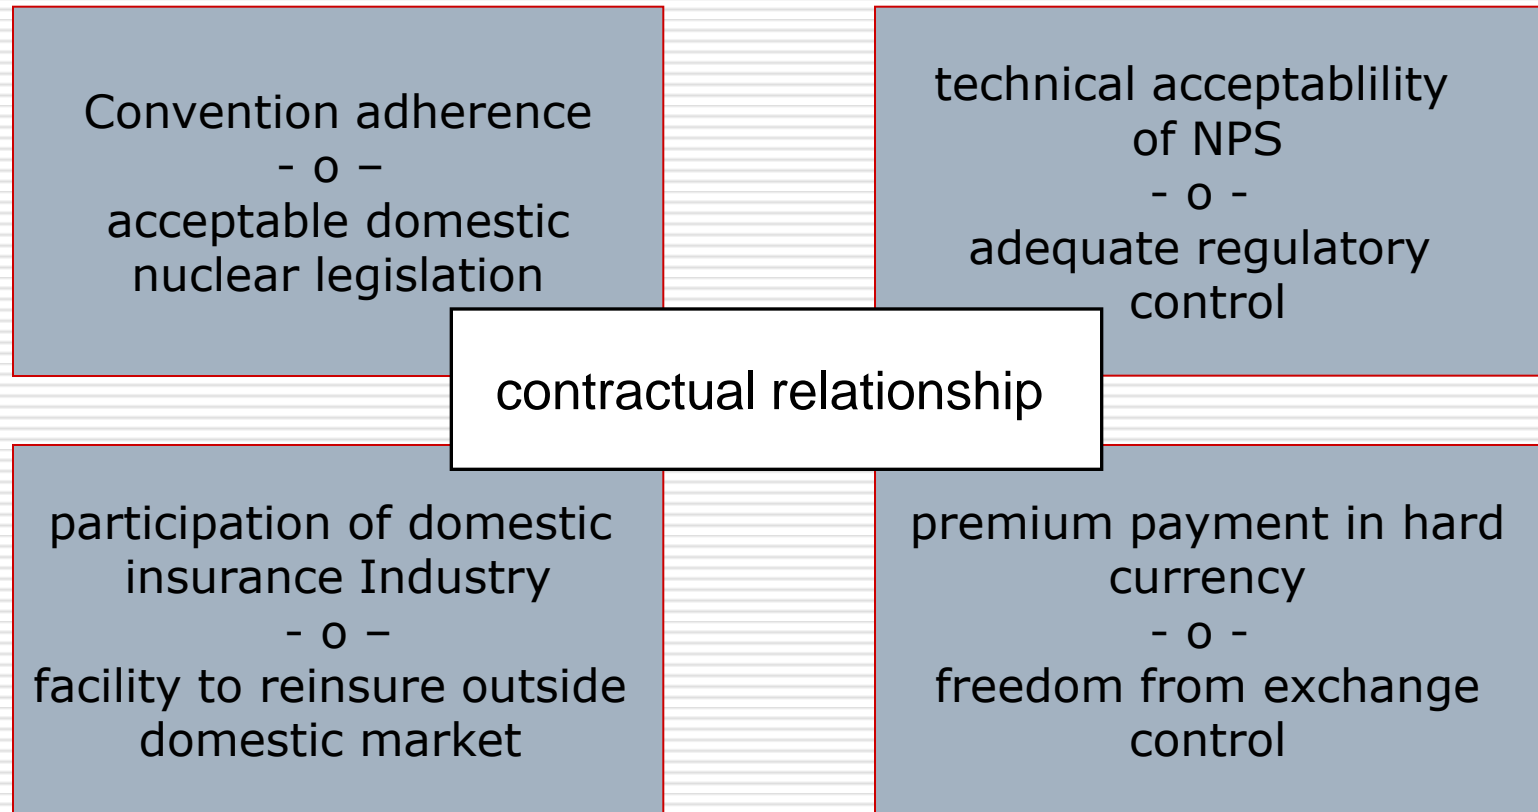 Convention adherence
- o –
acceptable domestic
nuclear legislation
technical acceptablility
of NPS
- o -
adequate regulatory
control
contractual relationship
participation of domestic
insurance Industry
- o –
facility to reinsure outside
domestic market
premium payment in hard
currency
- o -
freedom from exchange
control